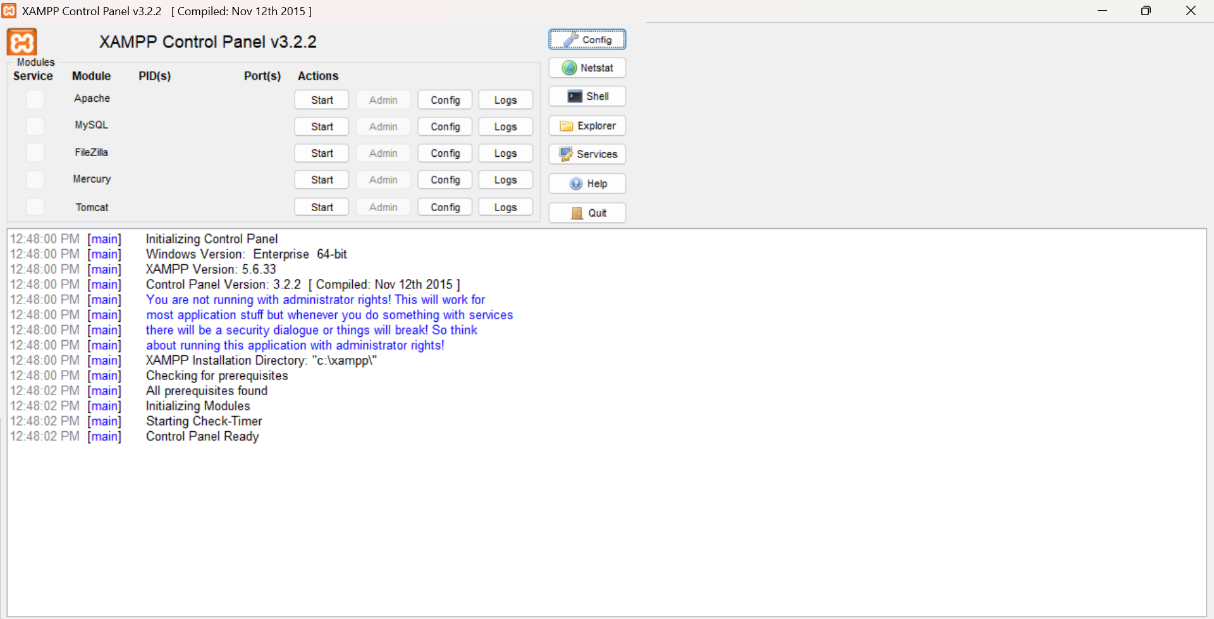 XAMPP Control Panel v3.2.2 [ Compiled: Nov 12th 2015 ]
XAMPP Control Panel v3.2.2
Config
Modules
Service Module PID(s) Port(s) Actions
Netstat
Apache Start Admin Config Logs
Shell
MySQL Start Admin Config Logs
Explorer
FileZilla Start Admin Config Logs
Services
Mercury Start Admin Config Logs
Help
Tomcat Start Admin Config Logs
Quit
12:48:00 PM [main] Initializing Control Panel
12:48:00 PM [main] Windows Version: Enterprise 64-bit
12:48:00 PM [main] XAMPP Version: 5.6.33
12:48:00 PM [main] Control Panel Version: 3.2.2 [ Compiled: Nov 12th 2015 ]
12:48:00 PM [main] You are not running with administrator rights! This will work for
12:48:00 PM [main] most application stuff but whenever you do something with services
12:48:00 PM [main] there will be a security dialogue or things will break! So think
12:48:00 PM [main] about running this application with administrator rights!
12:48:00 PM [main] XAMPP Installation Directory: "c:\xampp\"
12:48:00 PM [main] Checking for prerequisites
12:48:02 PM [main] All prerequisites found
12:48:02 PM [main] Initializing Modules
12:48:02 PM [main] Starting Check-Timer
12:48:02 PM [main] Control Panel Ready